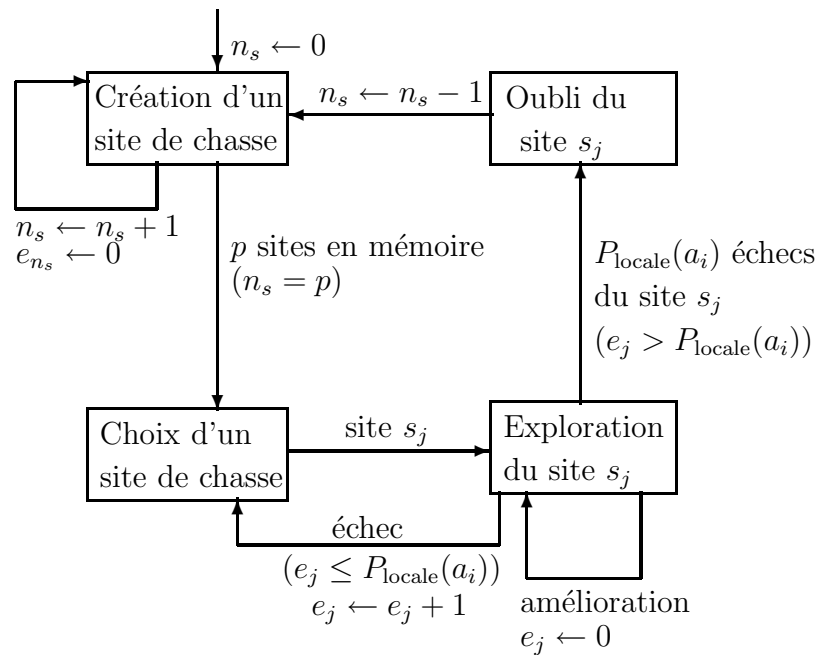 n_s ← 0
Création d'un
site de chasse
n_s ← n_s − 1
Oubli du
site s_j
n_s ← n_s + 1
e_{n_s} ← 0
p sites en mémoire
(n_s = p)
P_locale(a_i) échecs
du site s_j
(e_j > P_locale(a_i))
Choix d'un
site de chasse
site s_j
Exploration
du site s_j
échec
(e_j ≤ P_locale(a_i))
e_j ← e_j + 1
amélioration
e_j ← 0